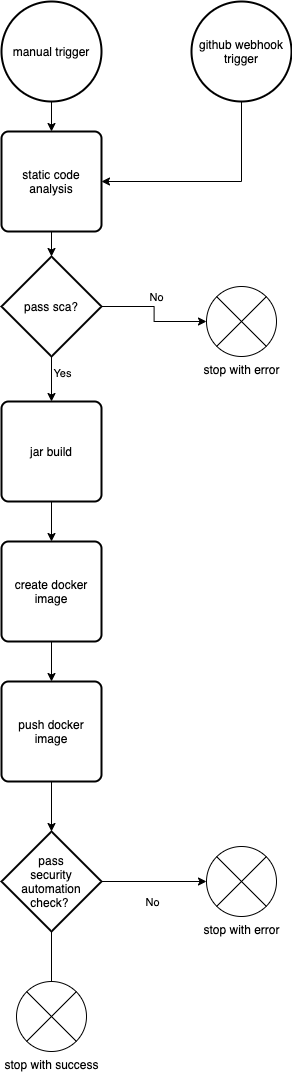 manual trigger
github webhook
trigger
static code
analysis
pass sca?
No
stop with error
Yes
jar build
create docker
image
push docker
image
pass
security
automation
check?
No
stop with error
stop with success